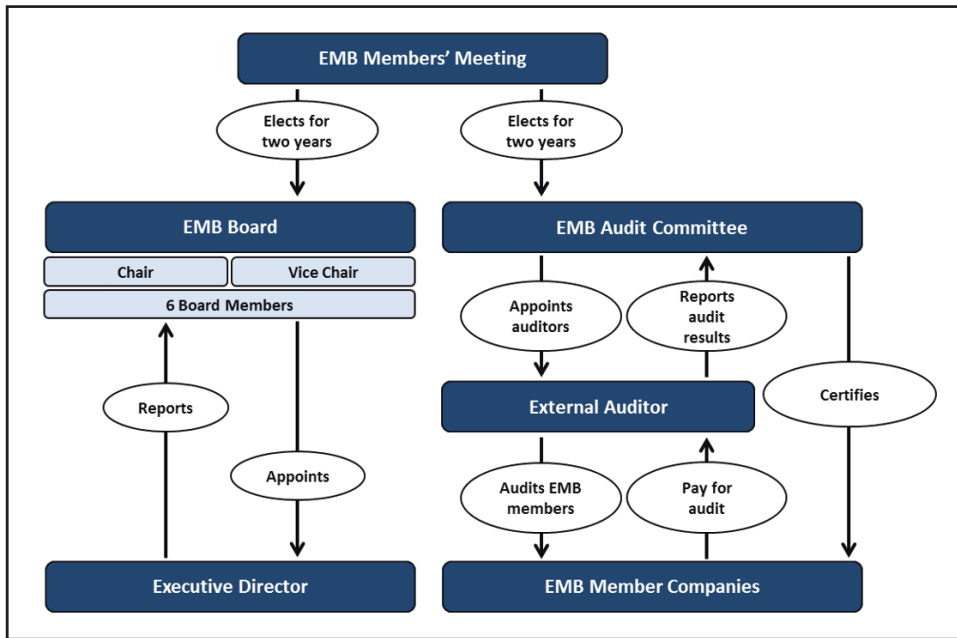 EMB Members’ Meeting
Elects for
two years
Elects for
two years
EMB Board
Chair
Vice Chair
6 Board Members
EMB Audit Committee
Appoints
auditors
Reports
audit
results
Reports
External Auditor
Certifies
Appoints
Audits EMB
members
Pay for
audit
Executive Director
EMB Member Companies